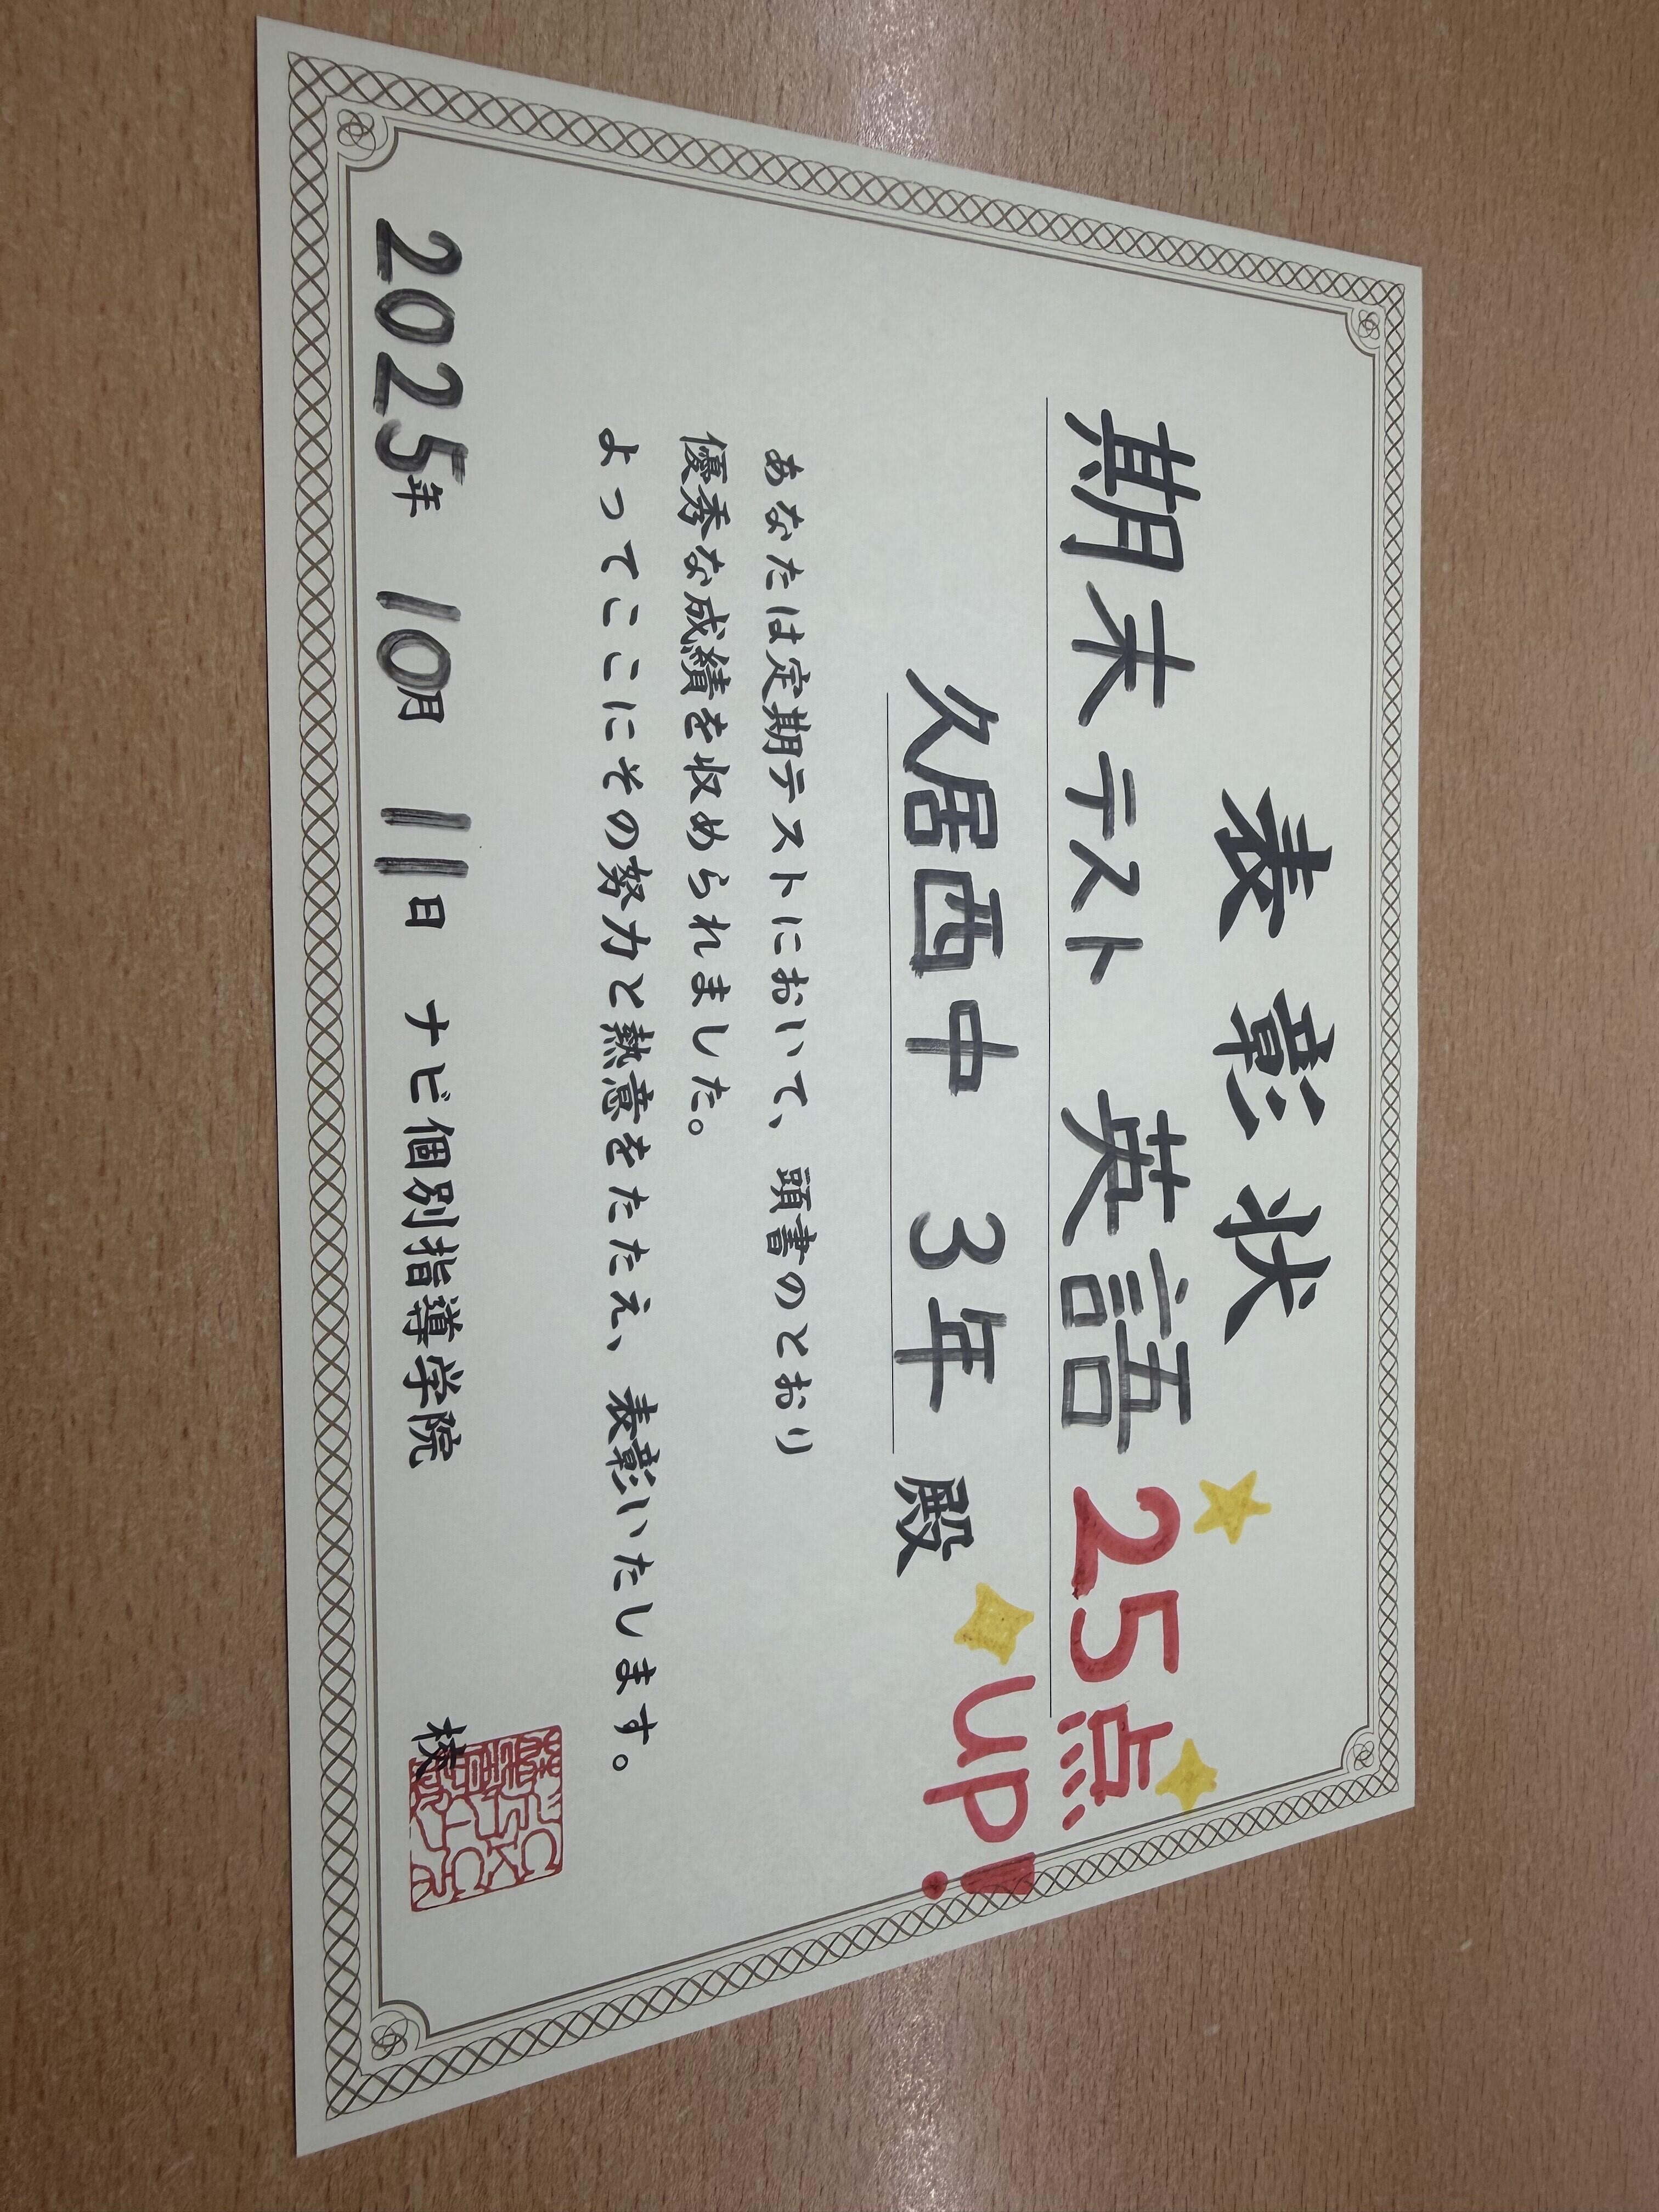 表彰状
期末テスト 英語 25点
UP!
久居西中 3年 殿
あなたは定期テストにおいて、顕書のとおり
優秀な成績を収められました。
よってここにその努力と熱意をたたえ、表彰いたします。
2025年 10月 11日 ナビ個別指導学院 校